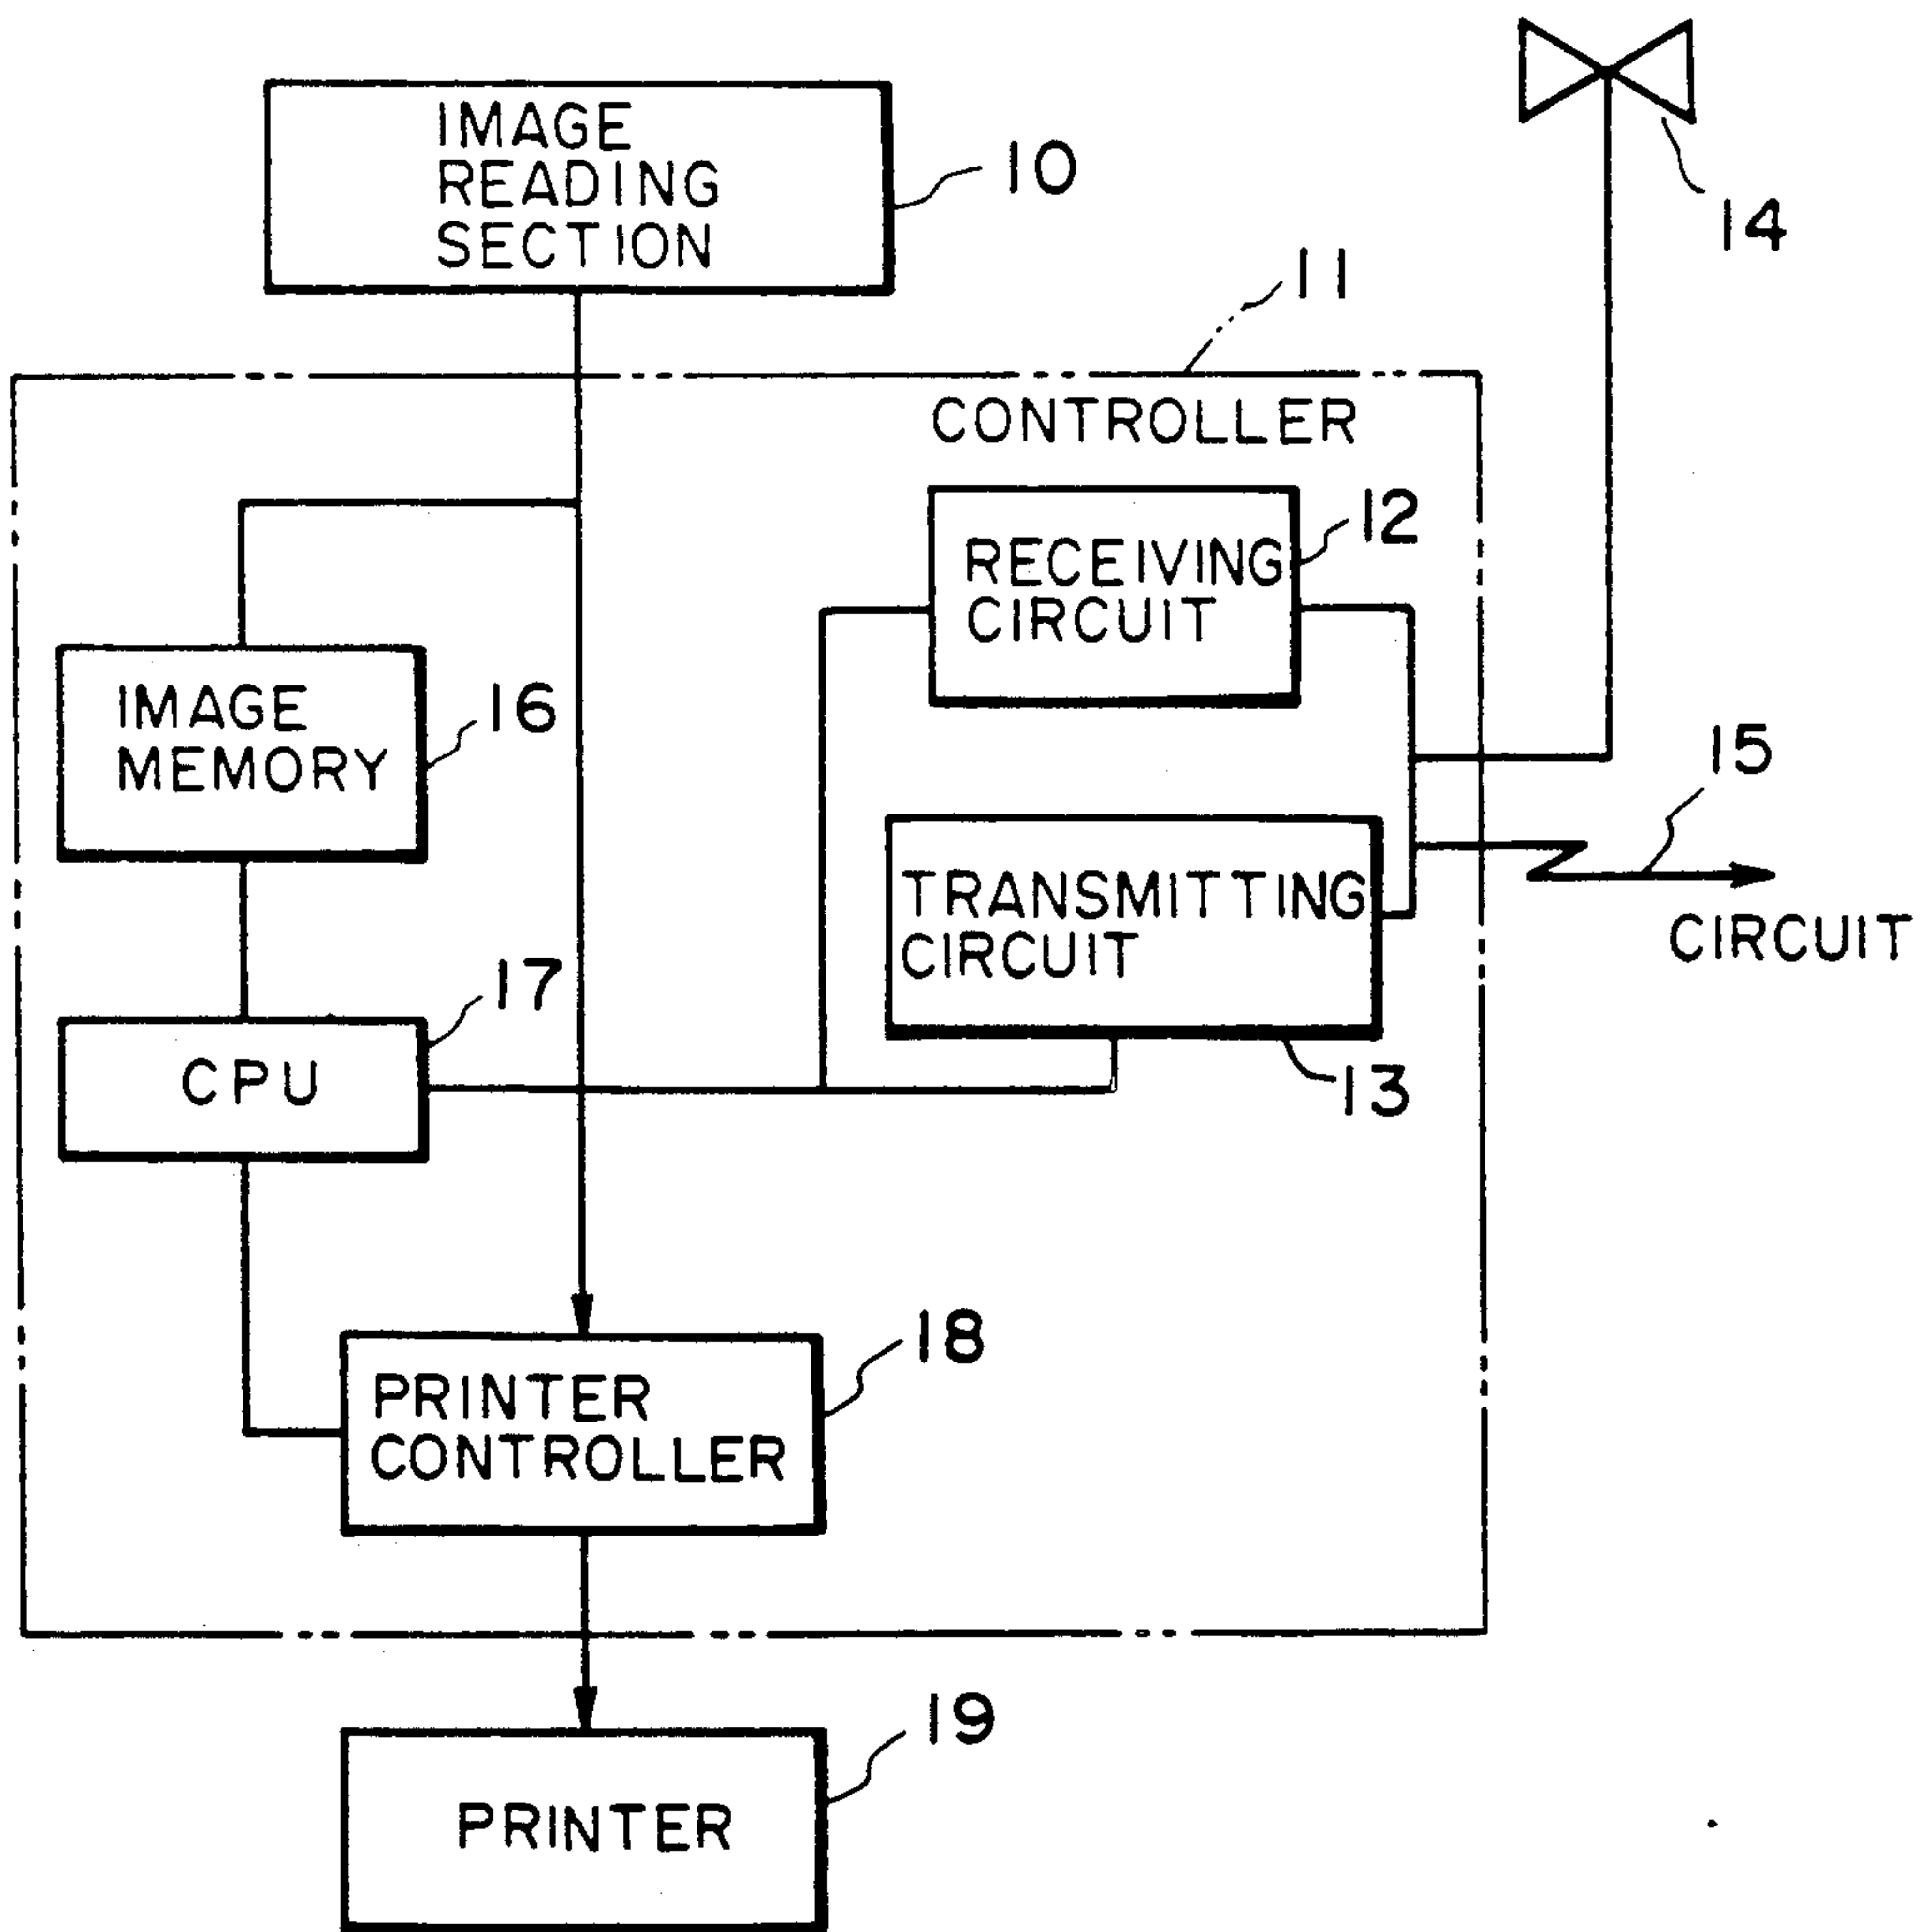 IMAGE
READING
SECTION
10
14
11
CONTROLLER
RECEIVING
CIRCUIT
12
IMAGE
MEMORY
16
15
TRANSMITTING
CIRCUIT
CIRCUIT
17
CPU
13
PRINTER
CONTROLLER
18
19
PRINTER